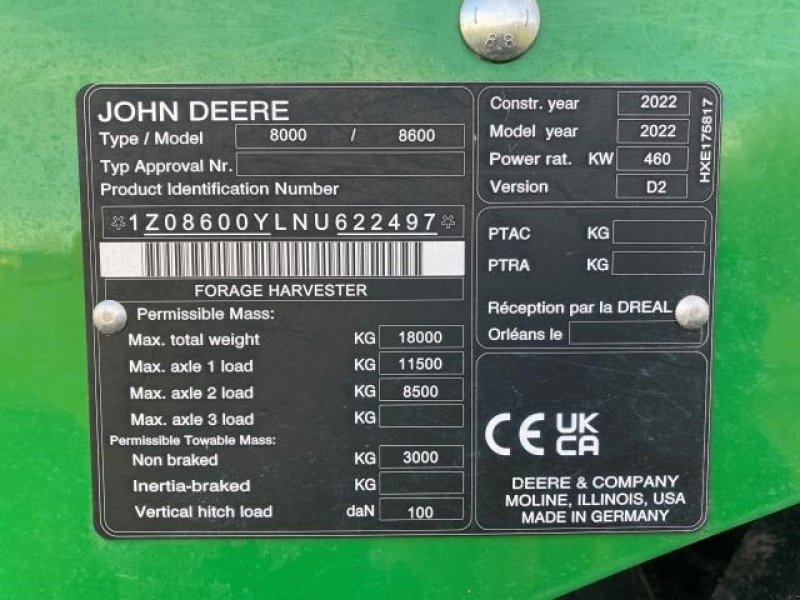 8.8
JOHN DEERE
Type / Model 8000 / 8600
Typ Approval Nr.
Product Identification Number
*1Z08600YLNU622497*
FORAGE HARVESTER
Permissible Mass:
Max. total weight KG 18000
Max. axle 1 load KG 11500
Max. axle 2 load KG 8500
Max. axle 3 load KG
Permissible Towable Mass:
Non braked KG 3000
Inertia-braked KG
Vertical hitch load daN 100
Constr. year 2022
Model year 2022
Power rat. KW 460
Version D2
HXE175817
PTAC KG
PTRA KG
Réception par la DREAL
Orléans le
CE UK
CA
DEERE & COMPANY
MOLINE, ILLINOIS, USA
MADE IN GERMANY